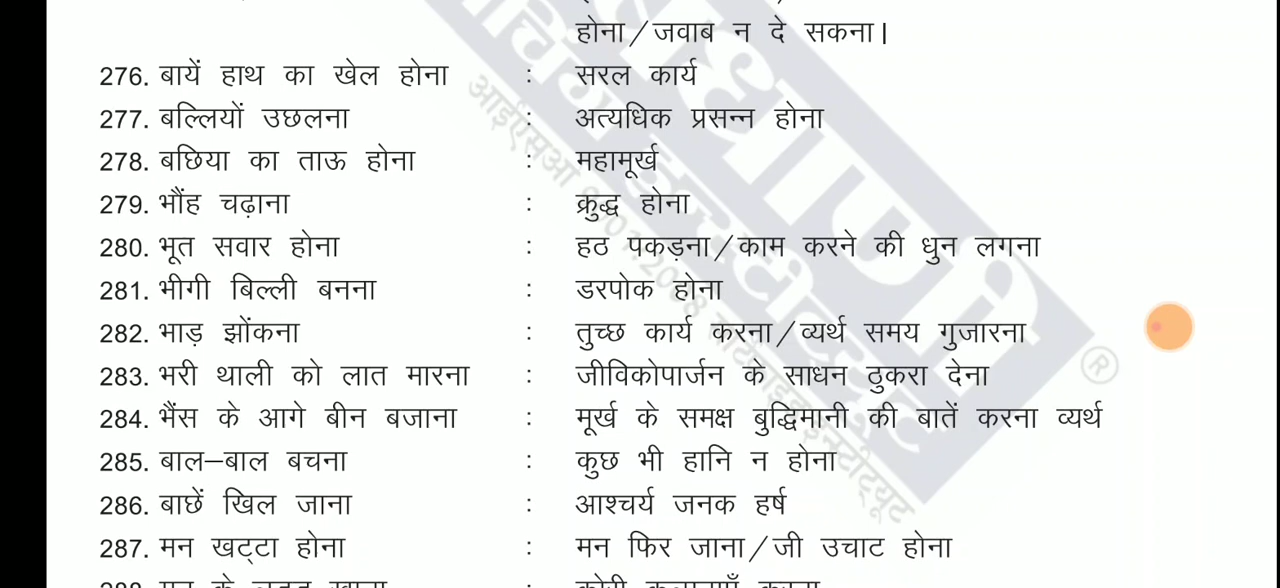 होना/जवाब न दे सकना।
276. बायें हाथ का खेल होना : सरल कार्य
277. बल्लियों उछलना : अत्यधिक प्रसन्न होना
278. बछिया का ताऊ होना : महामूर्ख
279. भौंह चढ़ाना : क्रुद्ध होना
280. भूत सवार होना : हठ पकड़ना/काम करने की धुन लगना
281. भीगी बिल्ली बनना : डरपोक होना
282. भाड़ झोंकना : तुच्छ कार्य करना/व्यर्थ समय गुजारना
283. भरी थाली को लात मारना : जीविकोपार्जन के साधन ठुकरा देना
284. भैंस के आगे बीन बजाना : मूर्ख के समक्ष बुद्धिमानी की बातें करना व्यर्थ
285. बाल–बाल बचना : कुछ भी हानि न होना
286. बाछें खिल जाना : आश्चर्य जनक हर्ष
287. मन खट्टा होना : मन फिर जाना/जी उचाट होना